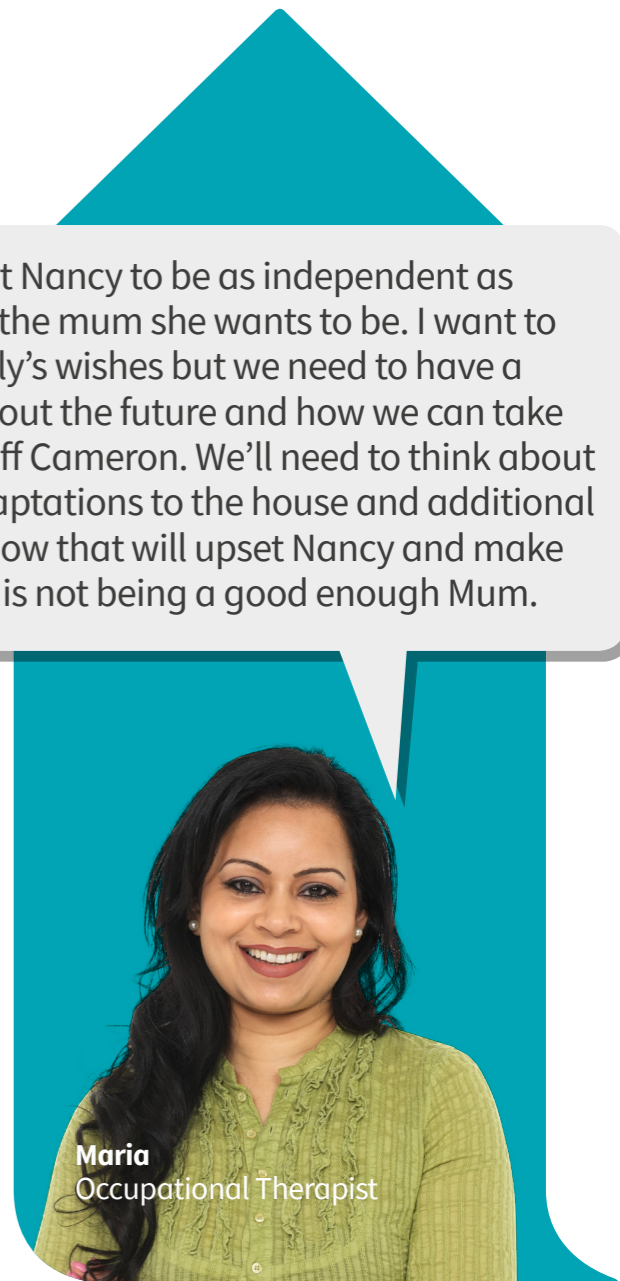 t Nancy to be as independent as
the mum she wants to be. I want to
ly’s wishes but we need to have a
out the future and how we can take
ff Cameron. We’ll need to think about
aptations to the house and additional
ow that will upset Nancy and make
is not being a good enough Mum.
Maria
Occupational Therapist